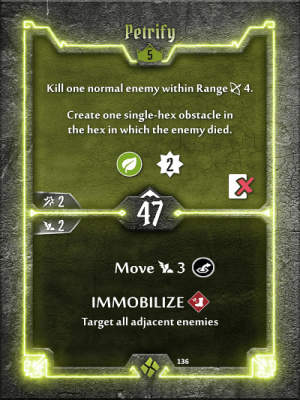 Petrify
5
Kill one normal enemy within Range 4.
Create one single-hex obstacle in
the hex in which the enemy died.
2
2
47
2
Move 3
IMMOBILIZE
Target all adjacent enemies
136